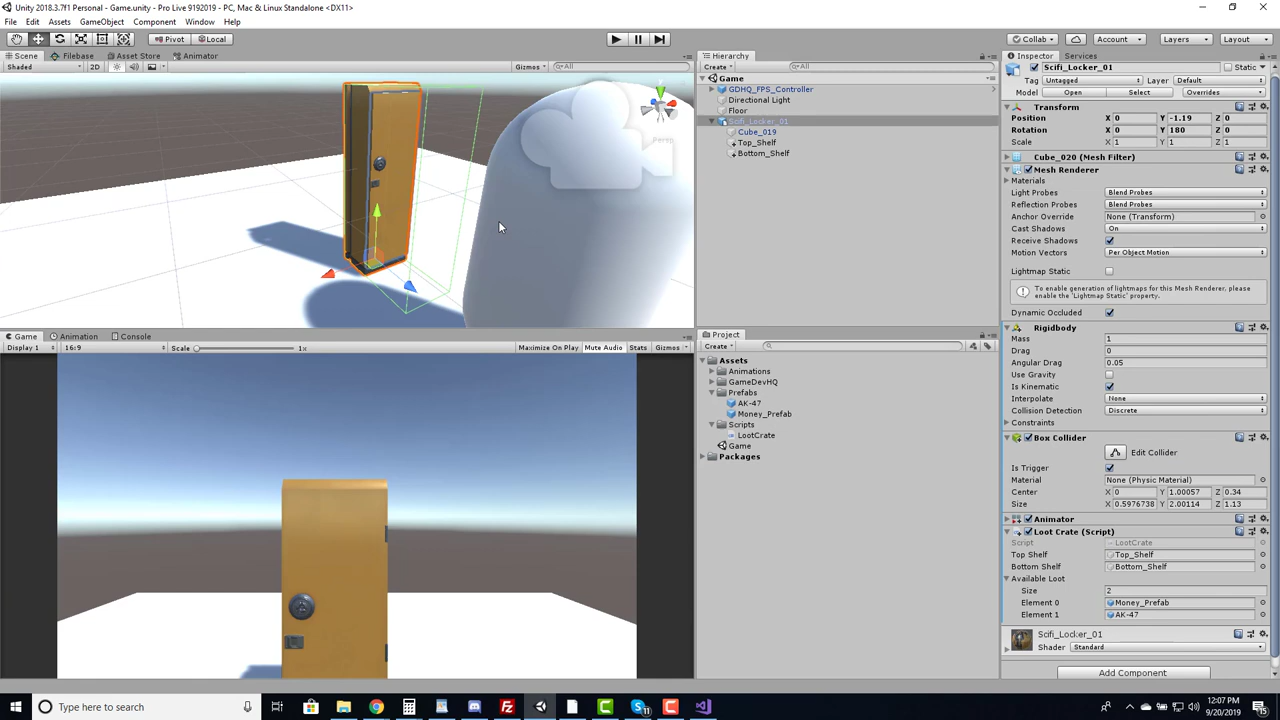 Unity 2018.3.7f1 Personal - Game.unity - Pro Live 9192019 - PC, Mac & Linux Standalone <DX11>
File Edit Assets GameObject Component Window Help
Pivot Local Collab Account Layers Layout
Scene Filebase Asset Store Animator
Shaded 2D Gizmos All
Persp
Game Animation Console
Display 1 16:9 Scale 1x Maximize On Play Mute Audio Stats Gizmos
Hierarchy
Create All
Game
GDHQ_FPS_Controller
Directional Light
Floor
Scifi_Locker_01
Cube_019
Top_Shelf
Bottom_Shelf
Project
Create
Assets
Animations
GameDevHQ
Prefabs
AK-47
Money_Prefab
Scripts
LootCrate
Game
Packages
Inspector Services
Scifi_Locker_01 Static
Tag Untagged Layer Default
Model Open Select Overrides
Transform
Position X 0 Y -1.19 Z 0
Rotation X 0 Y 180 Z 0
Scale X 1 Y 1 Z 1
Cube_020 (Mesh Filter)
Mesh Renderer
Materials
Light Probes Blend Probes
Reflection Probes Blend Probes
Anchor Override None (Transform)
Cast Shadows On
Receive Shadows
Motion Vectors Per Object Motion
Lightmap Static
To enable generation of lightmaps for this Mesh Renderer, please
enable the 'Lightmap Static' property.
Dynamic Occluded
Rigidbody
Mass 1
Drag 0
Angular Drag 0.05
Use Gravity
Is Kinematic
Interpolate None
Collision Detection Discrete
Constraints
Box Collider
Edit Collider
Is Trigger
Material None (Physic Material)
Center X 0 Y 1.00057 Z 0.34
Size X 0.5976738 Y 2.00114 Z 1.13
Animator
Loot Crate (Script)
Script LootCrate
Top Shelf Top_Shelf
Bottom Shelf Bottom_Shelf
Available Loot
Size 2
Element 0 Money_Prefab
Element 1 AK-47
Scifi_Locker_01
Shader Standard
Add Component
Type here to search
12:07 PM
9/20/2019